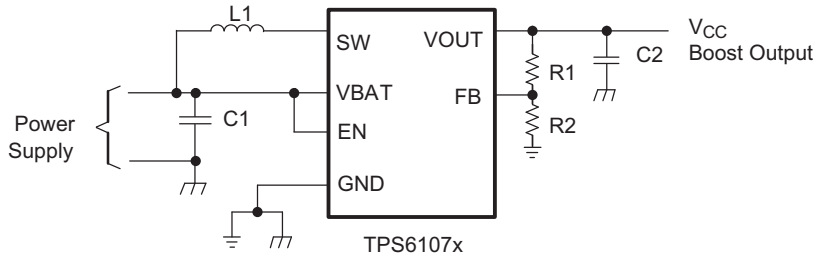 L1
SW
VOUT
V_CC
Boost Output
R1
C2
VBAT
FB
Power
Supply
C1
R2
EN
GND
TPS6107x